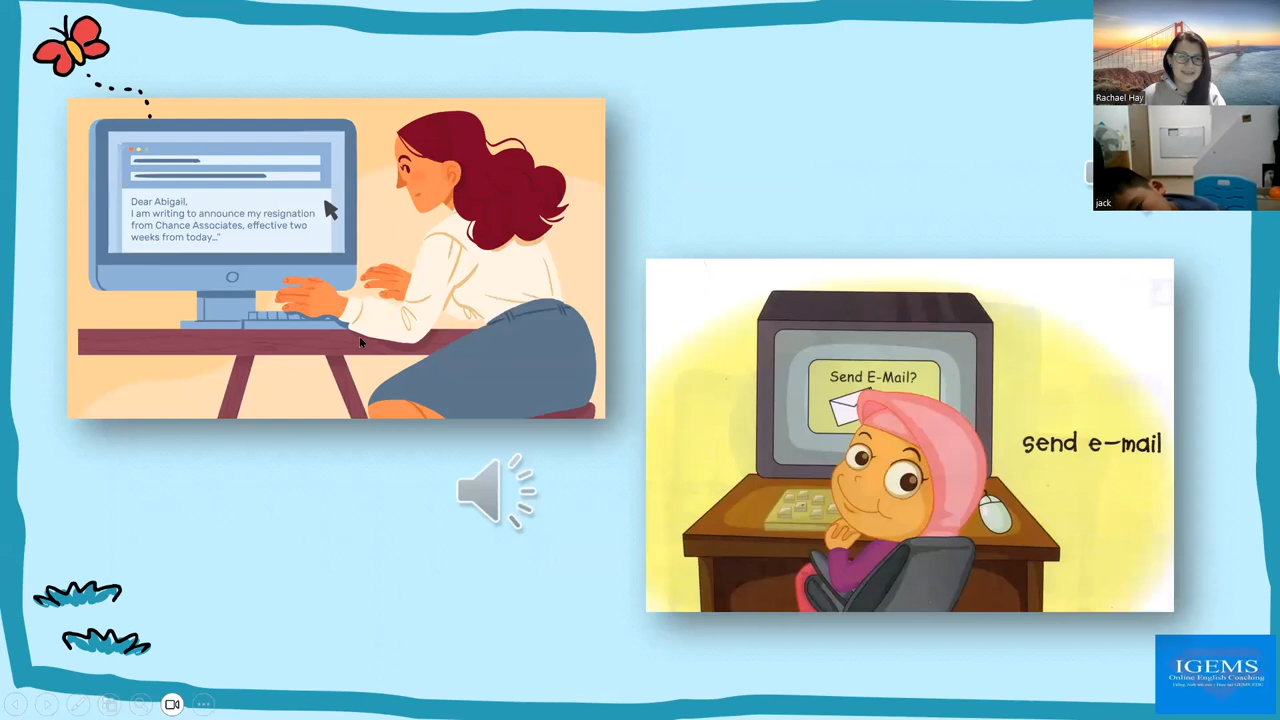 Rachael Hay
jack
Dear Abigail,
I am writing to announce my resignation
from Chance Associates, effective two
weeks from today..."
Send E-Mail?
send e-mail
IGEMS
Online English Coaching